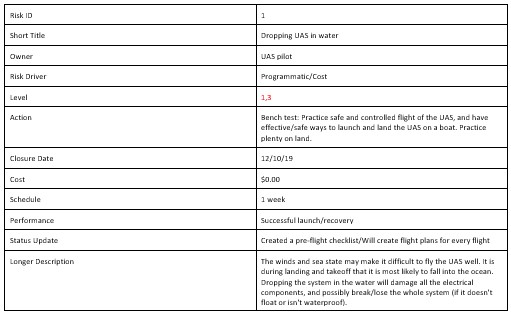 Risk ID 1
Short Title Dropping UAS in water
Owner UAS pilot
Risk Driver Programmatic/Cost
Level 1,3
Action Bench test: Practice safe and controlled flight of the UAS, and have
effective/safe ways to launch and land the UAS on a boat. Practice
plenty on land.
Closure Date 12/10/19
Cost $0.00
Schedule 1 week
Performance Successful launch/recovery
Status Update Created a pre-flight checklist/Will create flight plans for every flight
Longer Description The winds and sea state may make it difficult to fly the UAS well. It is
during landing and takeoff that it is most likely to fall into the ocean.
Dropping the system in the water will damage all the electrical
components, and possibly break/lose the whole system (if it doesn't
float or isn't waterproof).